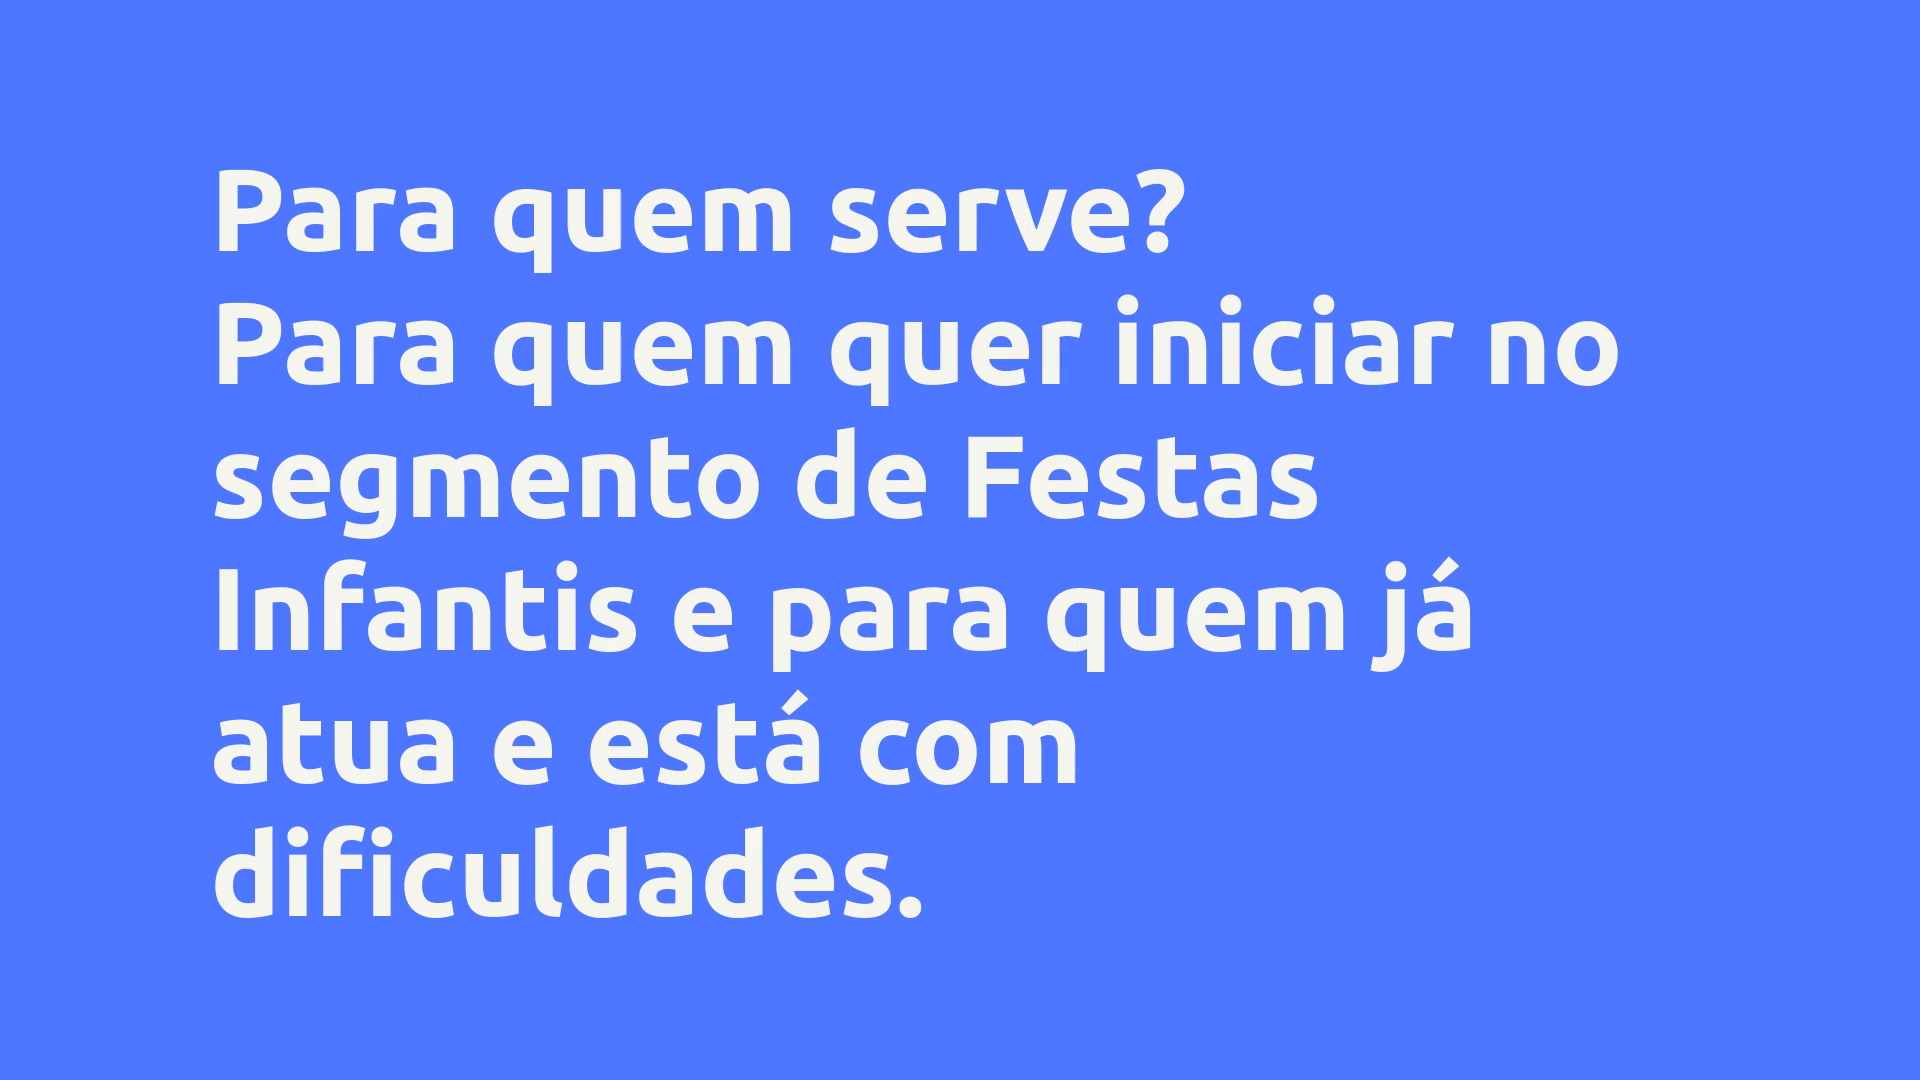 Para quem serve?
Para quem quer iniciar no
segmento de Festas
Infantis e para quem já
atua e está com
dificuldades.